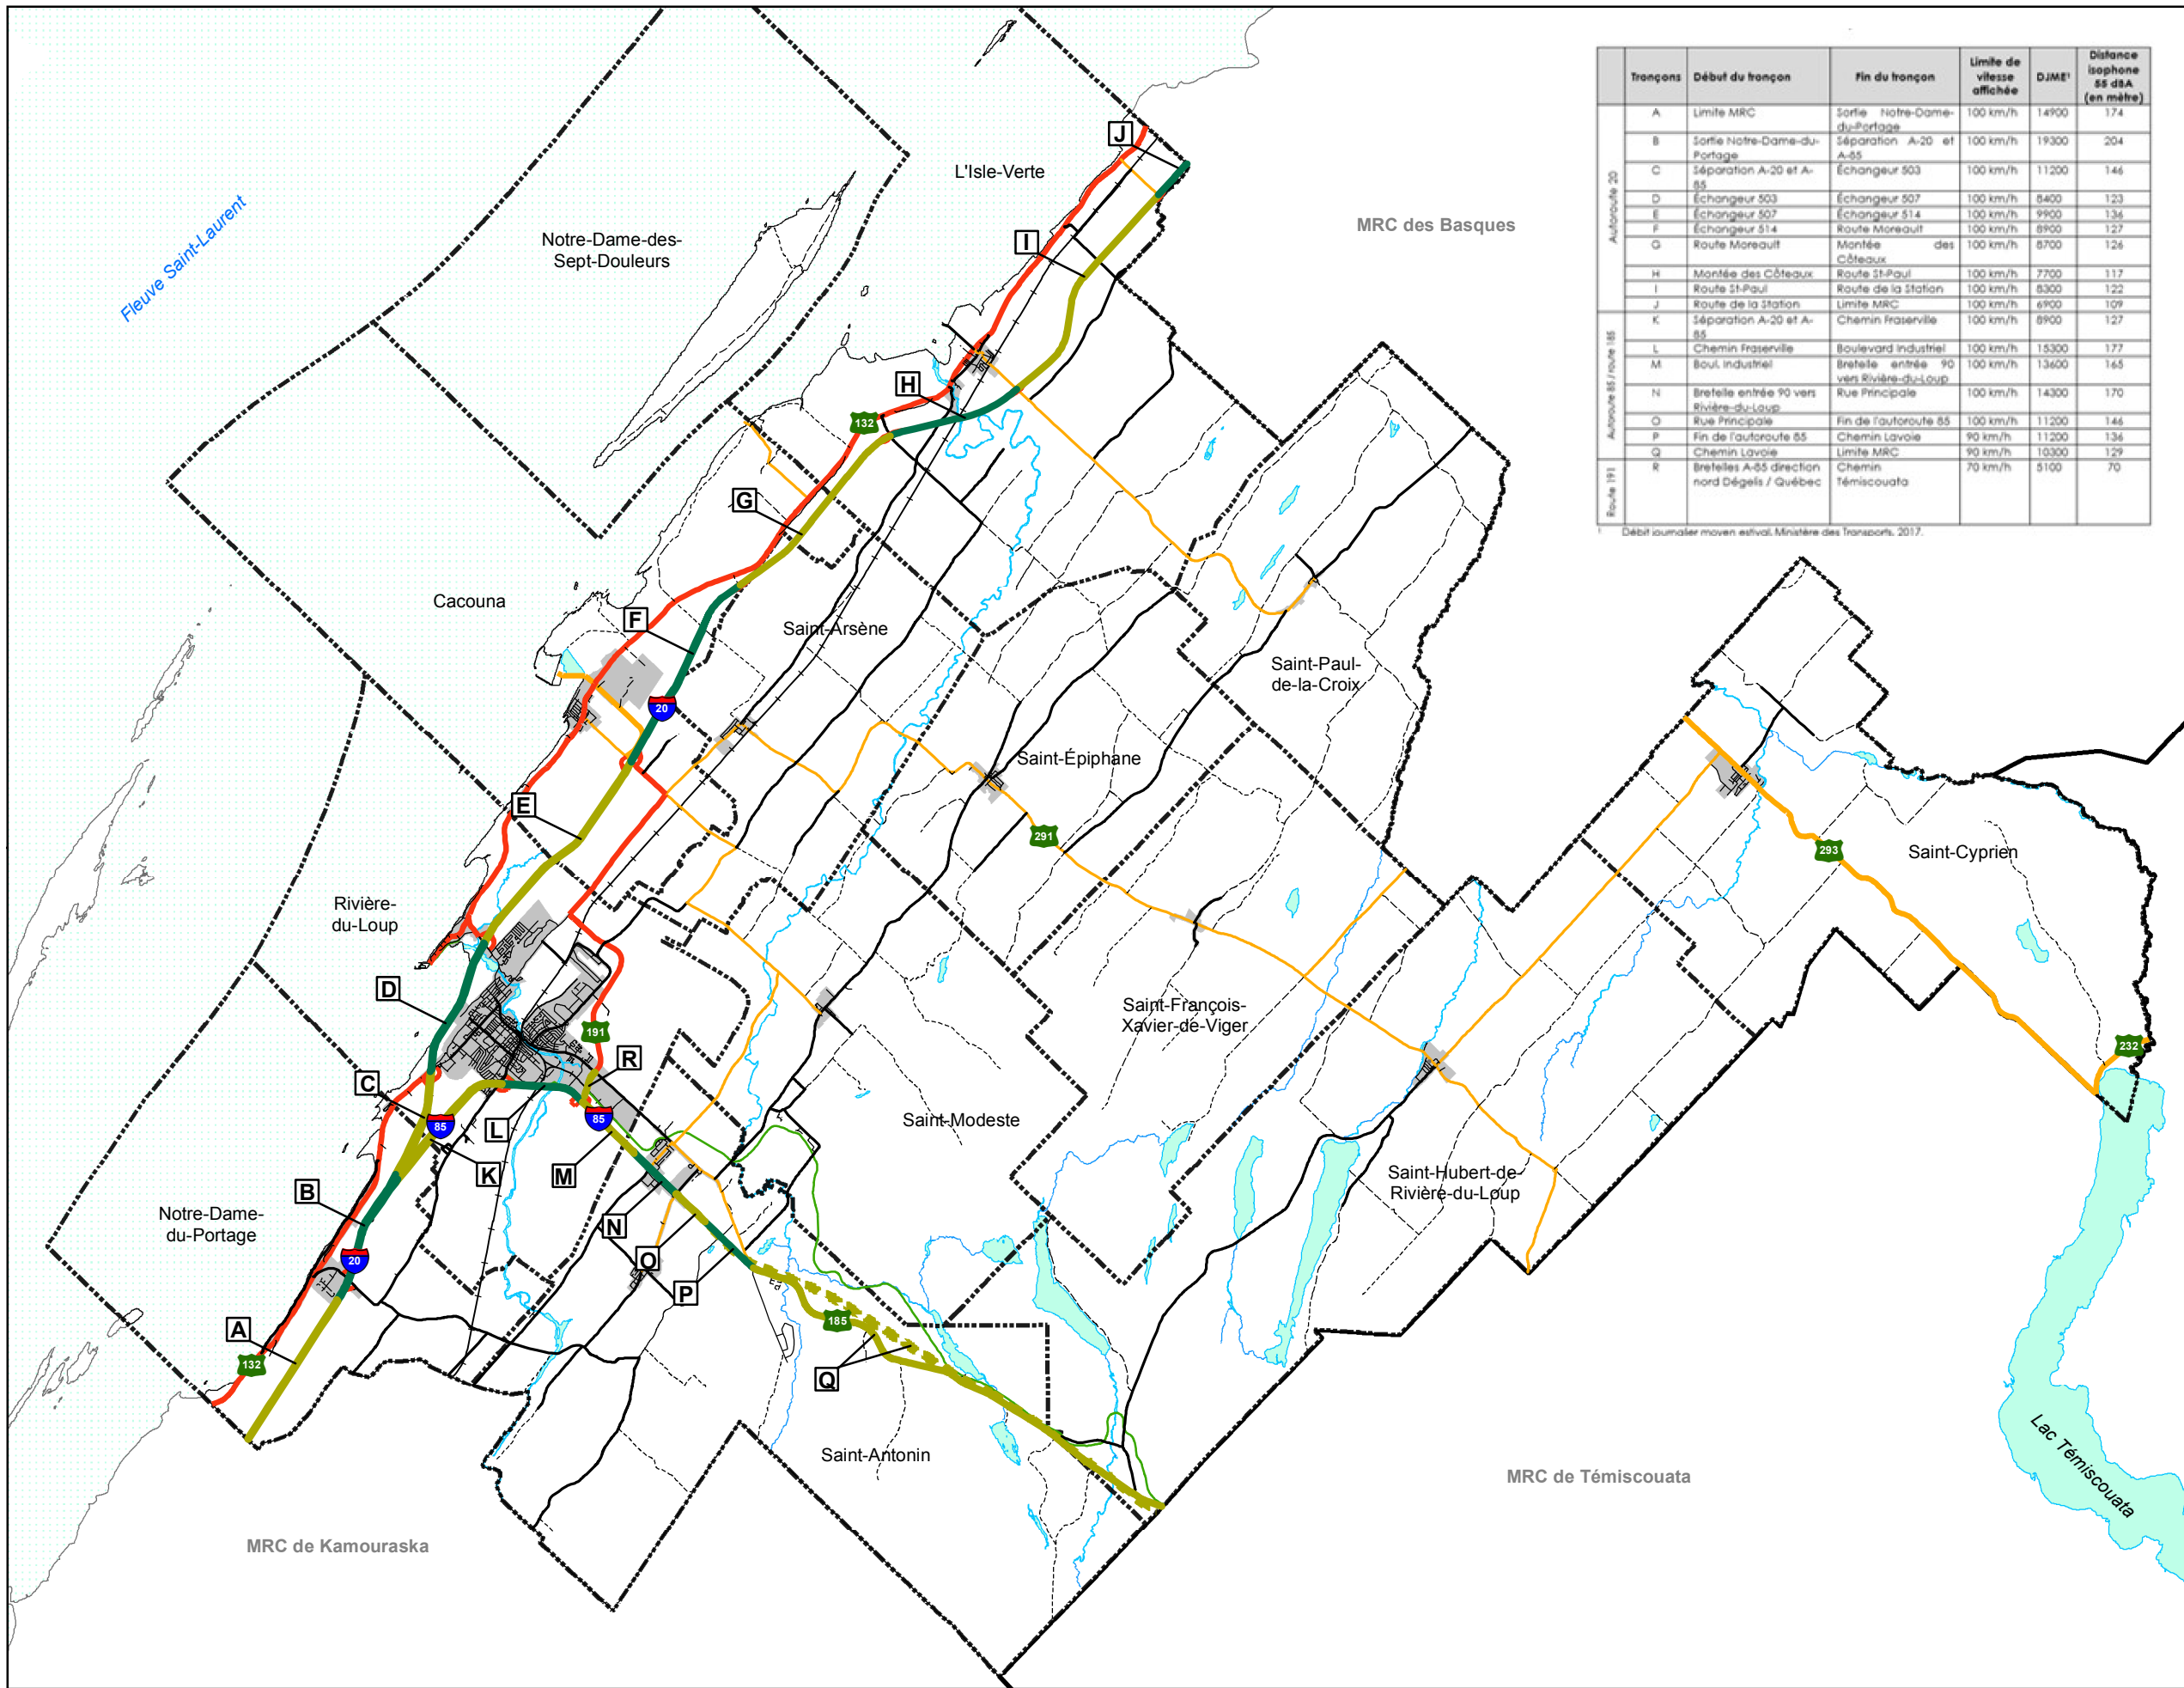 Tronçons Début du tronçon Fin du tronçon Limite de vitesse affichée DJME¹ Distance isophone 55 dBA (en mètre)
Autoroute 20
A Limite MRC Sortie Notre-Dame-du-Portage 100 km/h 14900 174
B Sortie Notre-Dame-du-Portage Séparation A-20 et A-85 100 km/h 19300 204
C Séparation A-20 et A-85 Échangeur 503 100 km/h 11200 146
D Échangeur 503 Échangeur 507 100 km/h 8400 123
E Échangeur 507 Échangeur 514 100 km/h 9900 136
F Échangeur 514 Route Moreault 100 km/h 8900 127
G Route Moreault Montée des Côteaux 100 km/h 8700 126
H Montée des Côteaux Route St-Paul 100 km/h 7700 117
I Route St-Paul Route de la Station 100 km/h 8300 122
J Route de la Station Limite MRC 100 km/h 6900 109
Autoroute 85 / route 185
K Séparation A-20 et A-85 Chemin Fraserville 100 km/h 8900 127
L Chemin Fraserville Boulevard Industriel 100 km/h 15300 177
M Boul. Industriel Bretelle entrée 90 vers Rivière-du-Loup 100 km/h 13600 165
N Bretelle entrée 90 vers Rivière-du-Loup Rue Principale 100 km/h 14300 170
O Rue Principale Fin de l'autoroute 85 100 km/h 11200 146
P Fin de l'autoroute 85 Chemin Lavoie 90 km/h 11200 136
Q Chemin Lavoie Limite MRC 90 km/h 10300 129
Route 191
R Bretelles A-85 direction nord Dégelis / Québec Chemin Témiscouata 70 km/h 5100 70
¹ Débit journalier moyen estival, Ministère des Transports, 2017.
J
L'Isle-Verte
Fleuve Saint-Laurent
MRC des Basques
I
Notre-Dame-des-
Sept-Douleurs
H
132
G
Cacouna
F
Saint-Arsène
Saint-Paul-
de-la-Croix
20
Saint-Épiphane
E
291
293
Saint-Cyprien
Rivière-
du-Loup
D
Saint-François-
Xavier-de-Viger
191
232
R
C
85
85
L
Saint-Modeste
K
M
Saint-Hubert-de-
Rivière-du-Loup
B
Notre-Dame-
du-Portage
N
O
20
P
185
A
132
Q
Saint-Antonin
MRC de Témiscouata
Lac Témiscouata
MRC de Kamouraska